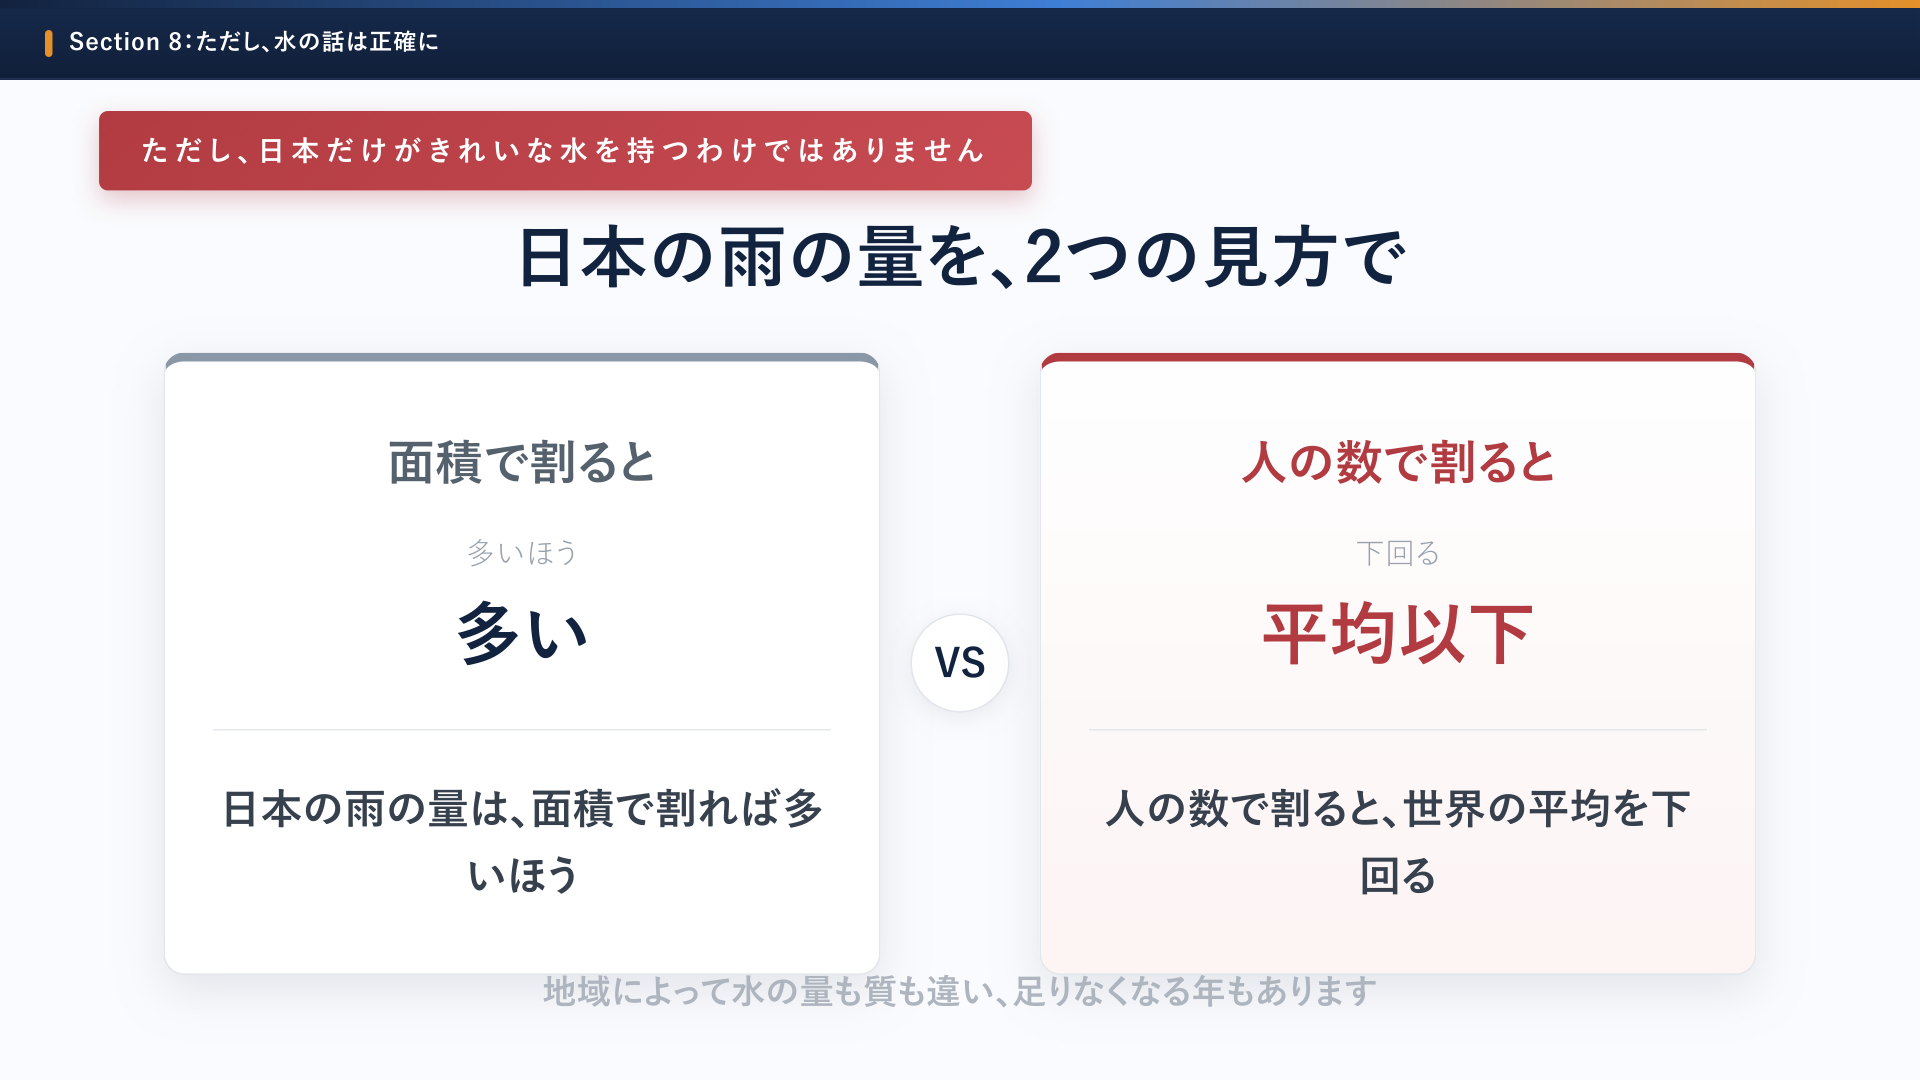 Section 8：ただし、水の話は正確に
ただし、日本だけがきれいな水を持つわけではありません
日本の雨の量を、2つの見方で
面積で割ると
多いほう
多い
日本の雨の量は、面積で割れば多
いほう
VS
人の数で割ると
下回る
平均以下
人の数で割ると、世界の平均を下
回る
地域によって水の量も質も違い、足りなくなる年もあります